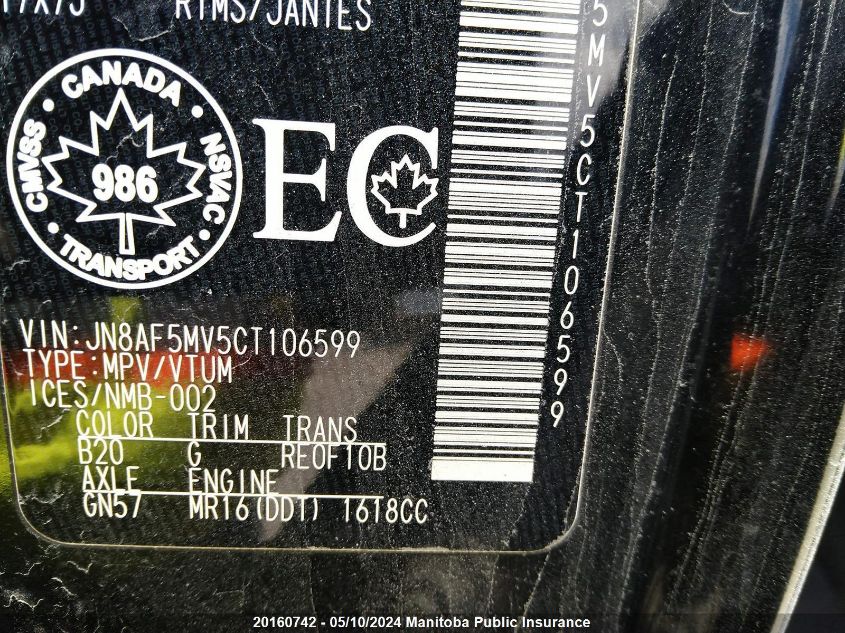 RIMS/JANTES
CANADA
CMVSS • NSVAC
986
TRANSPORT
EC
5MV5CT106599
VIN:JN8AF5MV5CT106599
TYPE:MPV/VTUM
ICES/NMB-002
COLOR TRIM TRANS
B20 G RE0F10B
AXLE ENGINE
GN57 MR16(DDT) 1618CC
20160742 - 05/10/2024 Manitoba Public Insurance